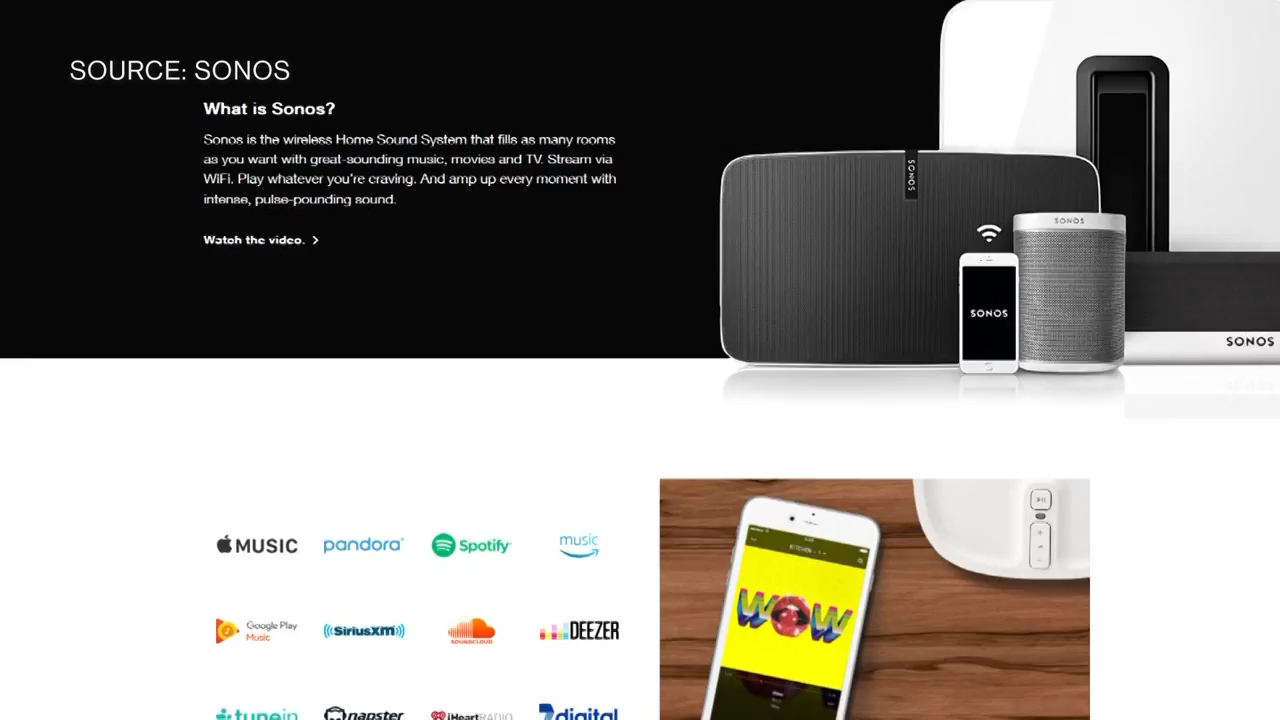 SOURCE: SONOS
What is Sonos?
Sonos is the wireless Home Sound System that fills as many rooms
as you want with great-sounding music, movies and TV. Stream via
WiFi. Play whatever you're craving. And amp up every moment with
intense, pulse-pounding sound.
Watch the video.
SONOS
SONOS
SONOS
SONOS
MUSIC
pandora
Spotify
music
Google Play
Music
SiriusXM
SOUNDCLOUD
DEEZER
tunein
napster
iHeartRADIO
7digital
KITCHEN
WOW